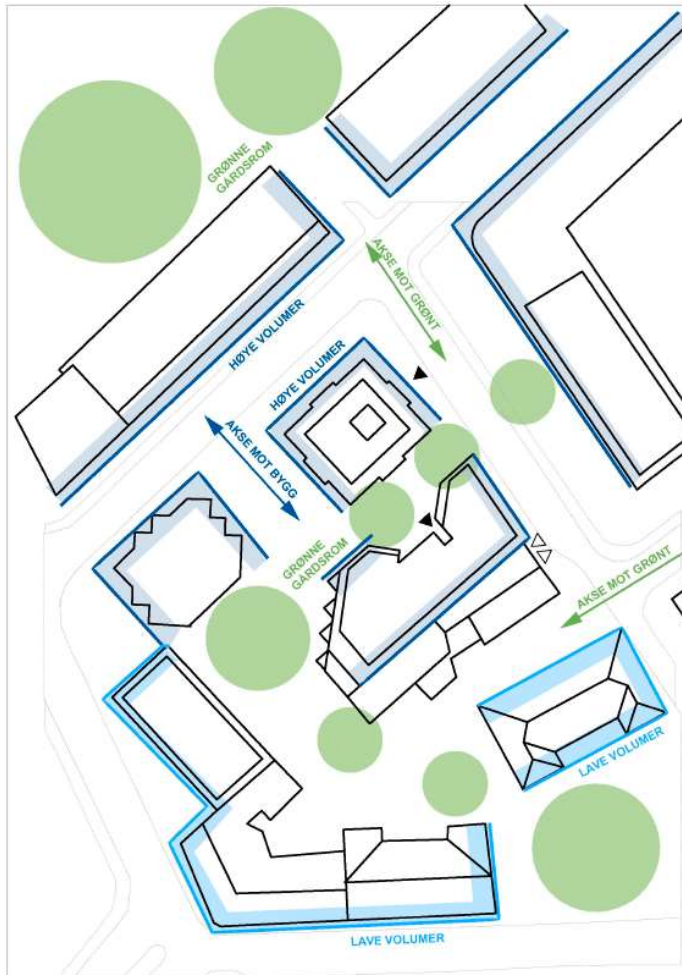 GRØNNE
GÅRDSROM
AKSE MOT GRØNT
HØYE VOLUMER
HØYE VOLUMER
AKSE MOT BYGG
GRØNNE
GÅRDSROM
AKSE MOT GRØNT
LAVE VOLUMER
LAVE VOLUMER